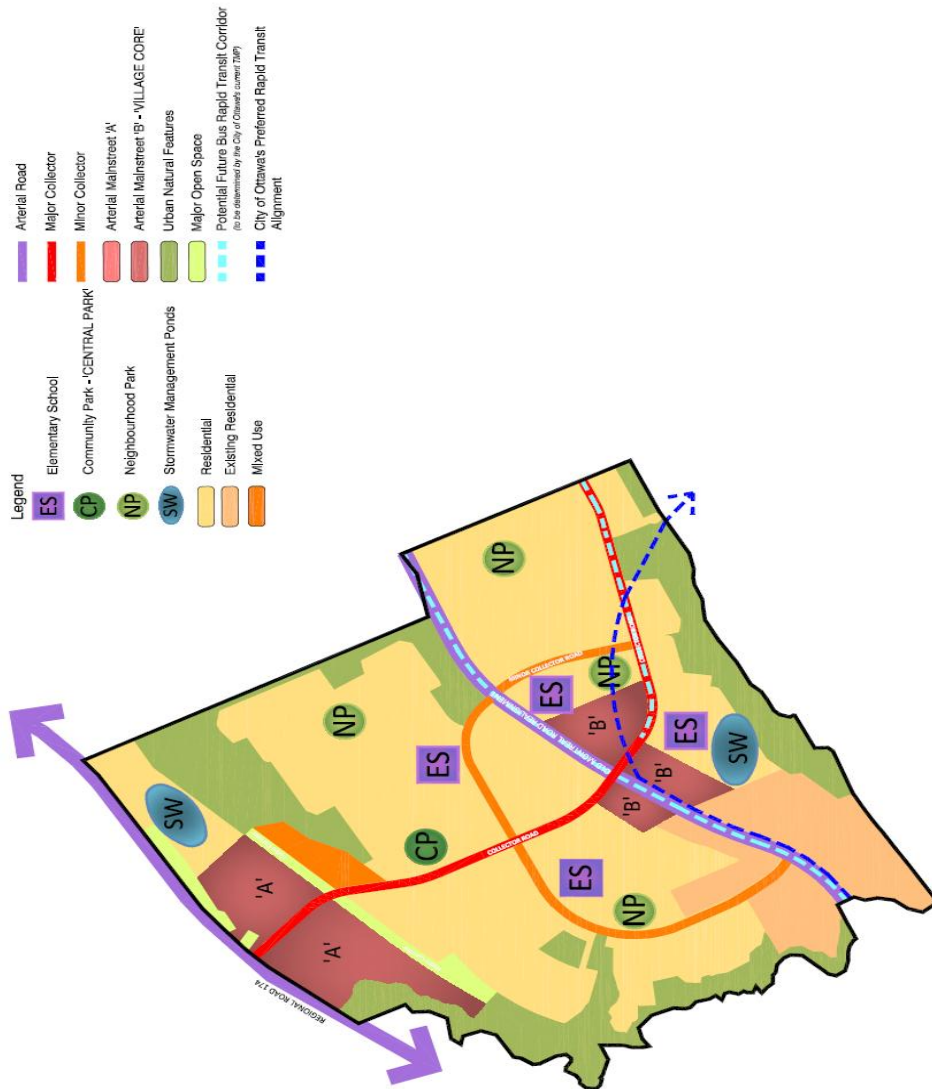 Legend
ES
Elementary School
CP
Community Park - 'CENTRAL PARK'
NP
Neighbourhood Park
SW
Stormwater Management Ponds
Residential
Existing Residential
Mixed Use
Arterial Road
Major Collector
Minor Collector
Arterial Mainstreet 'A'
Arterial Mainstreet 'B' - 'VILLAGE CORE'
Urban Natural Features
Major Open Space
Potential Future Bus Rapid Transit Corridor
(to be determined by the City of Ottawa's current TMP)
City of Ottawa's Preferred Rapid Transit
Alignment
REGIONAL ROAD 174
SW
'A'
'A'
NP
CP
ES
COLLECTOR ROAD
ES
NP
NP
MINOR COLLECTOR ROAD
ES
NP
'B'
'B'
'B'
ES
SW